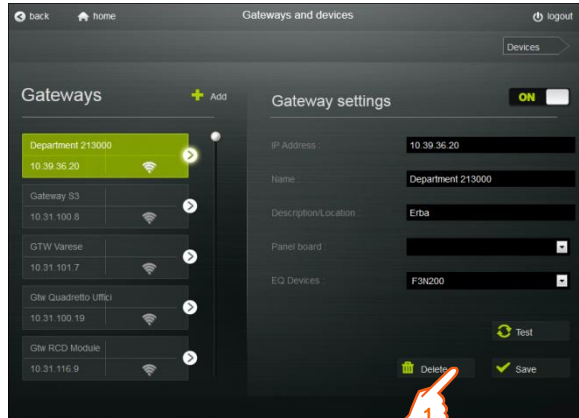 back home Gateways and devices logout
Devices
Gateways Add
Gateway settings ON
Department 213000
10.39.36.20
Gateway S3
10.31.100.8
GTW Varese
10.31.101.7
Gtw Quadretto Uffici
10.31.100.19
Gtw RCD Module
10.31.116.9
IP Address : 10.39.36.20
Name : Department 213000
Description/Location : Erba
Panel board :
EQ Devices : F3N200
Test
Delete Save
1